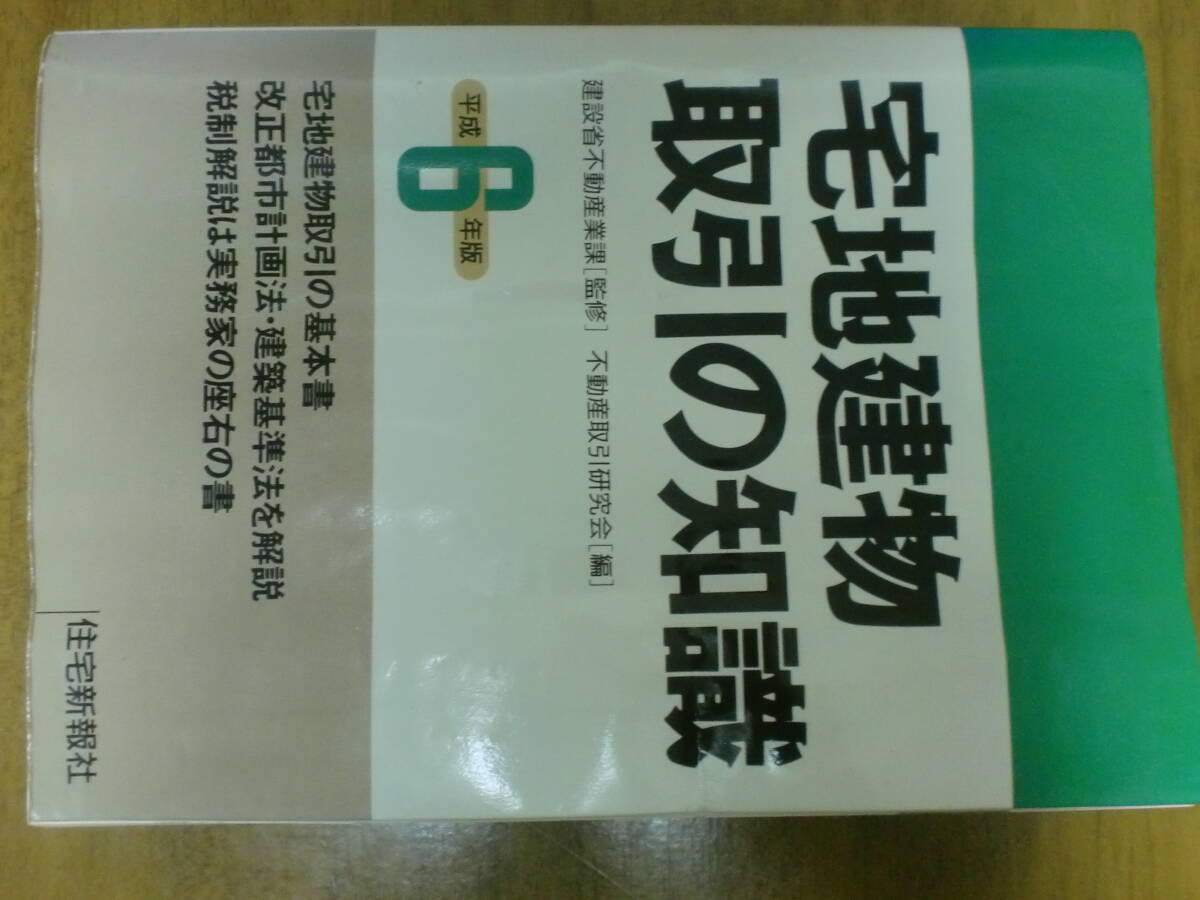 宅地建物
取引の知識
建設省不動産業課[監修] 不動産取引研究会[編]
平成6年版
宅地建物取引の基本書
改正都市計画法・建築基準法を解説
税制解説は実務家の座右の書
住宅新報社